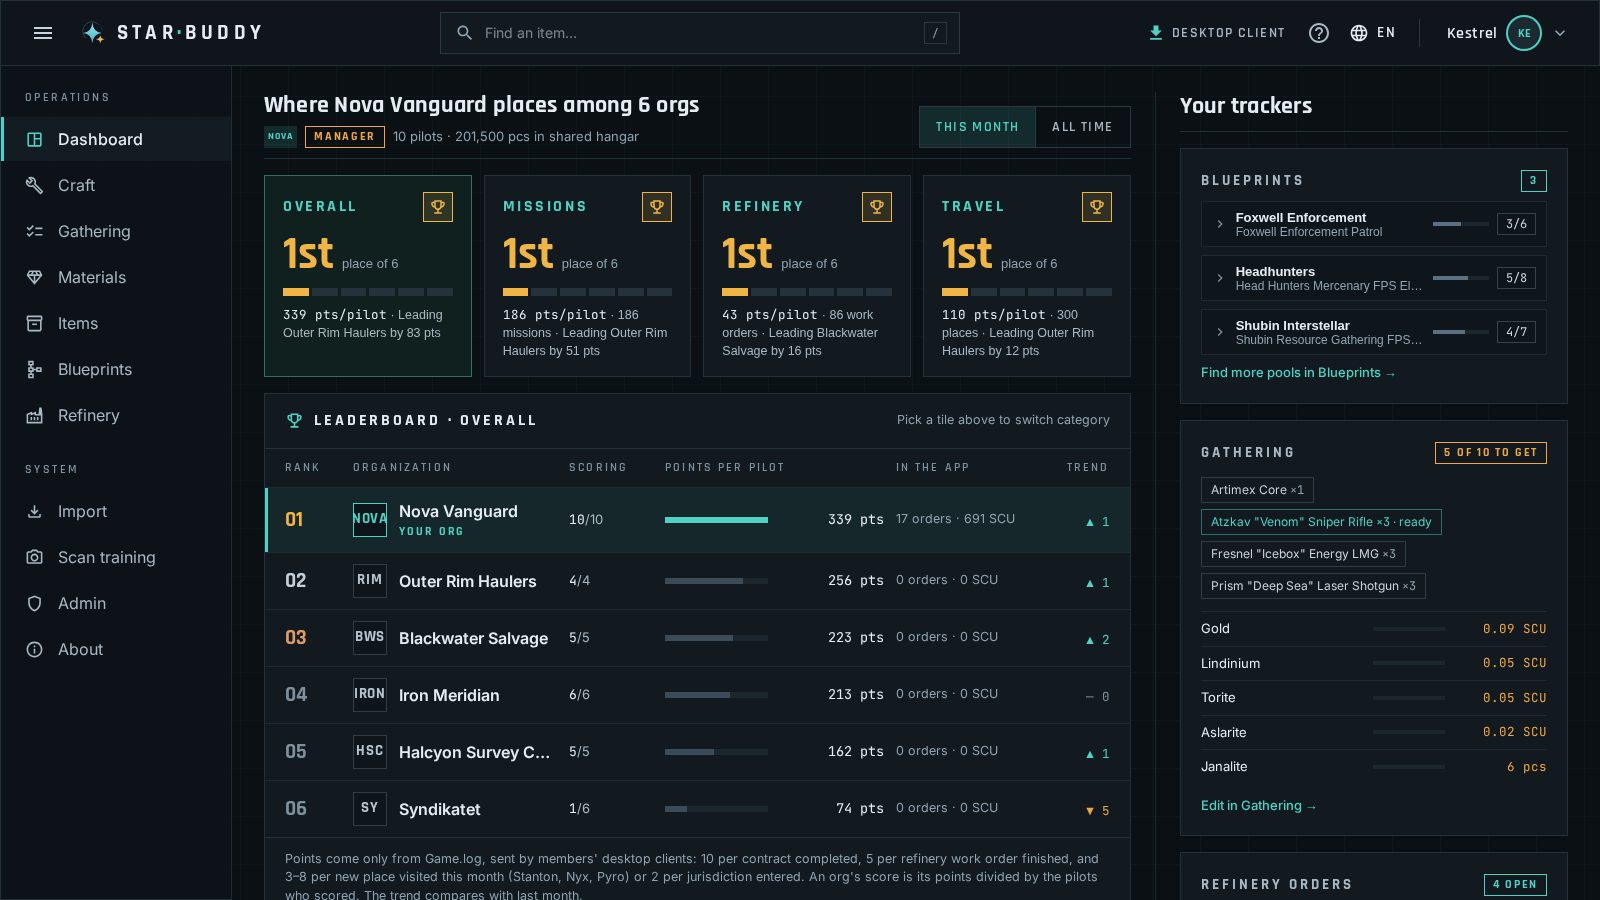 STAR·BUDDY
Find an item...
/
DESKTOP CLIENT
EN
Kestrel
KE
OPERATIONS
Dashboard
Craft
Gathering
Materials
Items
Blueprints
Refinery
SYSTEM
Import
Scan training
Admin
About
Where Nova Vanguard places among 6 orgs
NOVA
MANAGER
10 pilots · 201,500 pcs in shared hangar
THIS MONTH
ALL TIME
OVERALL
1st place of 6
339 pts/pilot · Leading
Outer Rim Haulers by 83 pts
MISSIONS
1st place of 6
186 pts/pilot · 186
missions · Leading Outer Rim
Haulers by 51 pts
REFINERY
1st place of 6
43 pts/pilot · 86 work
orders · Leading Blackwater
Salvage by 16 pts
TRAVEL
1st place of 6
110 pts/pilot · 300
places · Leading Outer Rim
Haulers by 12 pts
LEADERBOARD · OVERALL
Pick a tile above to switch category
RANK ORGANIZATION SCORING POINTS PER PILOT IN THE APP TREND
01 NOVA Nova Vanguard 10/10 339 pts 17 orders · 691 SCU ▲ 1
YOUR ORG
02 RIM Outer Rim Haulers 4/4 256 pts 0 orders · 0 SCU ▲ 1
03 BWS Blackwater Salvage 5/5 223 pts 0 orders · 0 SCU ▲ 2
04 IRON Iron Meridian 6/6 213 pts 0 orders · 0 SCU — 0
05 HSC Halcyon Survey C... 5/5 162 pts 0 orders · 0 SCU ▲ 1
06 SY Syndikatet 1/6 74 pts 0 orders · 0 SCU ▼ 5
Points come only from Game.log, sent by members' desktop clients: 10 per contract completed, 5 per refinery work order finished, and
3–8 per new place visited this month (Stanton, Nyx, Pyro) or 2 per jurisdiction entered. An org's score is its points divided by the pilots
who scored. The trend compares with last month.
Your trackers
BLUEPRINTS
3
Foxwell Enforcement
Foxwell Enforcement Patrol
3/6
Headhunters
Head Hunters Mercenary FPS El...
5/8
Shubin Interstellar
Shubin Resource Gathering FPS...
4/7
Find more pools in Blueprints →
GATHERING
5 OF 10 TO GET
Artimex Core ×1
Atzkav "Venom" Sniper Rifle ×3 · ready
Fresnel "Icebox" Energy LMG ×3
Prism "Deep Sea" Laser Shotgun ×3
Gold 0.09 SCU
Lindinium 0.05 SCU
Torite 0.05 SCU
Aslarite 0.02 SCU
Janalite 6 pcs
Edit in Gathering →
REFINERY ORDERS
4 OPEN